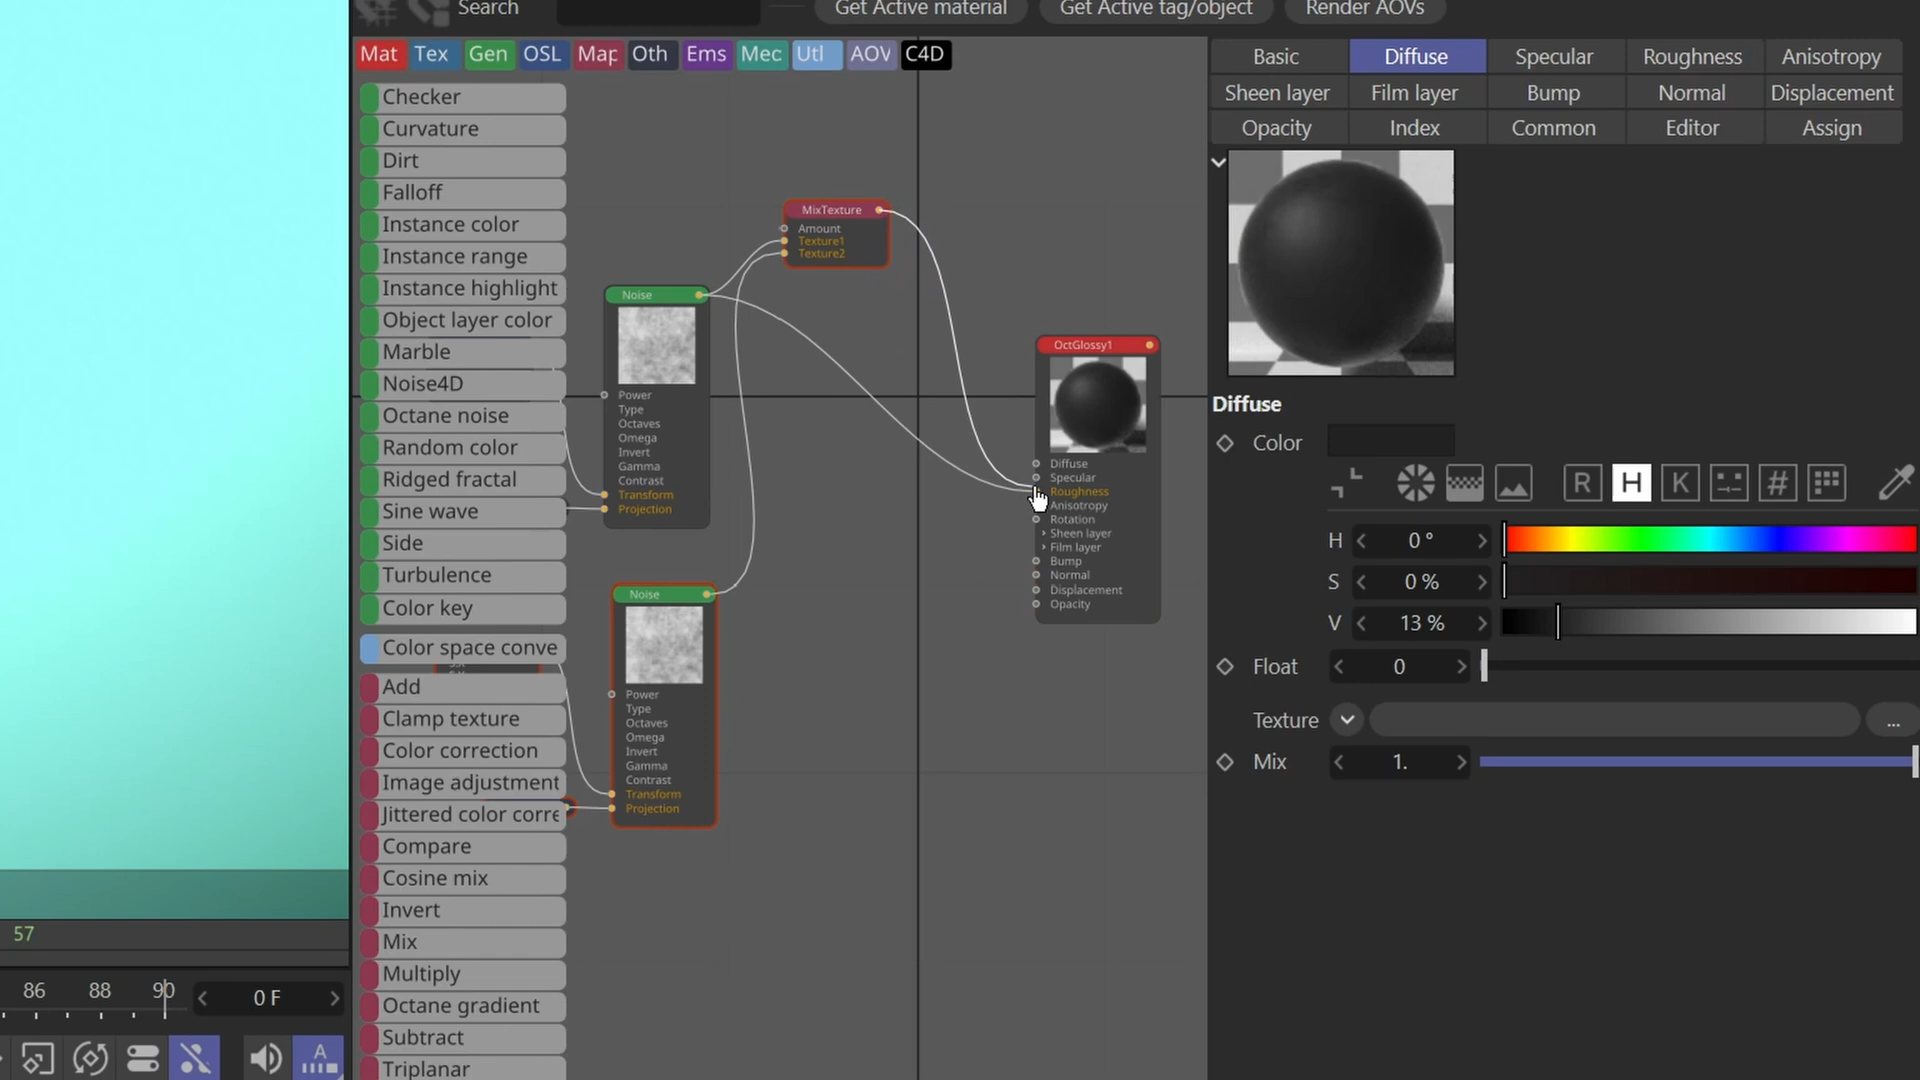 Search
Get Active material
Get Active tag/object
Render AOVs
Mat Tex Gen OSL Map Oth Ems Mec Utl AOV C4D
Checker
Curvature
Dirt
Falloff
Instance color
Instance range
Instance highlight
Object layer color
Marble
Noise4D
Octane noise
Random color
Ridged fractal
Sine wave
Side
Turbulence
Color key
Color space conve
Add
Clamp texture
Color correction
Image adjustment
Jittered color corre
Compare
Cosine mix
Invert
Mix
Multiply
Octane gradient
Subtract
Triplanar
MixTexture
Amount
Texture1
Texture2
Noise
Power
Type
Octaves
Omega
Invert
Gamma
Contrast
Transform
Projection
Noise
Power
Type
Octaves
Omega
Invert
Gamma
Contrast
Transform
Projection
OctGlossy1
Diffuse
Specular
Roughness
Anisotropy
Rotation
Sheen layer
Film layer
Bump
Normal
Displacement
Opacity
Basic Diffuse Specular Roughness Anisotropy
Sheen layer Film layer Bump Normal Displacement
Opacity Index Common Editor Assign
Diffuse
Color
R H K #
H 0 °
S 0 %
V 13 %
Float 0
Texture ...
Mix 1.
57
86 88 90 0 F
A